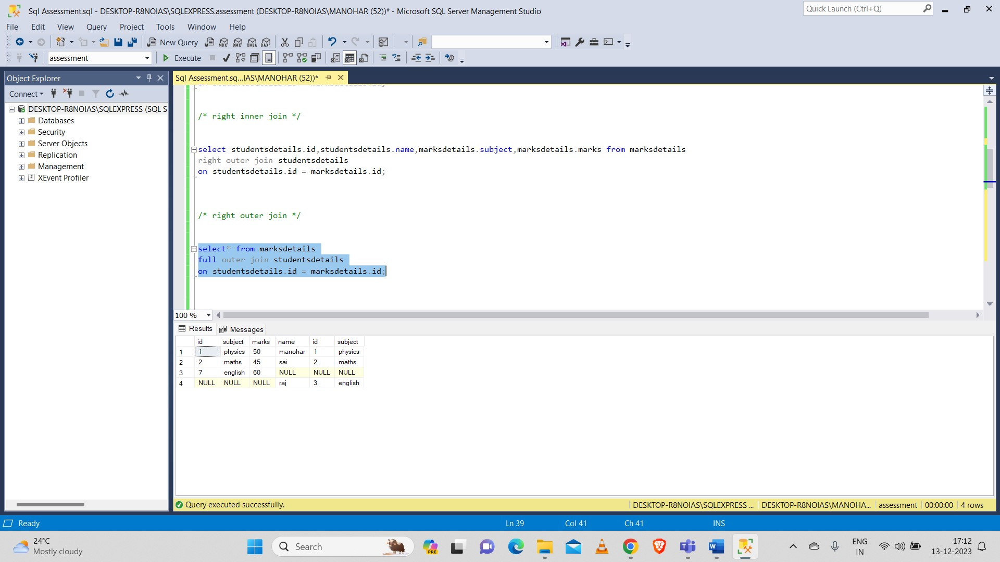 Sql Assessment.sql - DESKTOP-R8NOIAS\SQLEXPRESS.assessment (DESKTOP-R8NOIAS\MANOHAR (52))* - Microsoft SQL Server Management Studio
Quick Launch (Ctrl+Q)
File Edit View Query Project Tools Window Help
New Query MDX DMX XMLA DAX
assessment Execute
Object Explorer
Sql Assessment.sq...IAS\MANOHAR (52))*
Connect
DESKTOP-R8NOIAS\SQLEXPRESS (SQL S
Databases
Security
Server Objects
Replication
Management
XEvent Profiler
/* right inner join */
select studentsdetails.id,studentsdetails.name,marksdetails.subject,marksdetails.marks from marksdetails
right outer join studentsdetails
on studentsdetails.id = marksdetails.id;
/* right outer join */
select* from marksdetails
full outer join studentsdetails
on studentsdetails.id = marksdetails.id;
100 %
Results Messages
id subject marks name id subject
1 1 physics 50 manohar 1 physics
2 2 maths 45 sai 2 maths
3 7 english 60 NULL NULL NULL
4 NULL NULL NULL raj 3 english
Query executed successfully.
DESKTOP-R8NOIAS\SQLEXPRESS ... DESKTOP-R8NOIAS\MANOHA... assessment 00:00:00 4 rows
Ready Ln 39 Col 41 Ch 41 INS
24°C
Mostly cloudy
Search
PRE
ENG
IN
17:12
13-12-2023